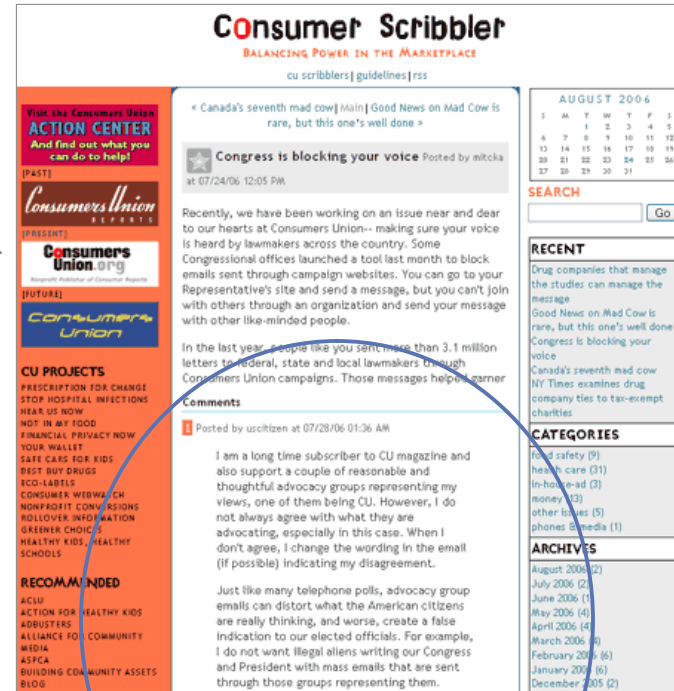 Consumer Scribbler
BALANCING POWER IN THE MARKETPLACE
cu scribblers| guidelines| rss
Visit the Consumers Union
ACTION CENTER
And find out what you
can do to help!
[PAST]
Consumers Union
REPORTS
[PRESENT]
Consumers
Union.org
Nonprofit Publisher of Consumer Reports
[FUTURE]
Consumers
Union
CU PROJECTS
PRESCRIPTION FOR CHANGE
STOP HOSPITAL INFECTIONS
HEAR US NOW
NOT IN MY FOOD
FINANCIAL PRIVACY NOW
YOUR WALLET
SAFE CARS FOR KIDS
BEST BUY DRUGS
ECO-LABELS
CONSUMER WEBWATCH
NONPROFIT CONVERSIONS
ROLLOVER INFORMATION
GREENER CHOICES
HEALTHY KIDS, HEALTHY
SCHOOLS
RECOMMENDED
ACLU
ACTION FOR HEALTHY KIDS
ADBUSTERS
ALLIANCE FOR COMMUNITY
MEDIA
ASPCA
BUILDING COMMUNITY ASSETS
BLOG
« Canada's seventh mad cow| Main | Good News on Mad Cow is
rare, but this one's well done »
Congress is blocking your voice Posted by mitcka
at 07/24/06 12:05 PM
Recently, we have been working on an issue near and dear
to our hearts at Consumers Union-- making sure your voice
is heard by lawmakers across the country. Some
Congressional offices launched a tool last month to block
emails sent through campaign websites. You can go to your
Representative's site and send a message, but you can't join
with others through an organization and send your message
with other like-minded people.
In the last year, people like you sent more than 3.1 million
letters to federal, state and local lawmakers through
Consumers Union campaigns. Those messages helped garner
Comments
1 Posted by uscitizen at 07/28/06 01:36 AM
I am a long time subscriber to CU magazine and
also support a couple of reasonable and
thoughtful advocacy groups representing my
views, one of them being CU. However, I do
not always agree with what they are
advocating, especially in this case. When I
don't agree, I change the wording in the email
(if possible) indicating my disagreement.
Just like many telephone polls, advocacy group
emails can distort what the American citizens
are really thinking, and worse, create a false
indication to our elected officials. For example,
I do not want illegal aliens writing our Congress
and President with mass emails that are sent
through those groups representing them.
AUGUST 2006
S M T W T F S
1 2 3 4 5
6 7 8 9 10 11 12
13 14 15 16 17 18 19
20 21 22 23 24 25 26
27 28 29 30 31
SEARCH
Go
RECENT
Drug companies that manage
the studies can manage the
message
Good News on Mad Cow is
rare, but this one's well done
Congress is blocking your
voice
Canada's seventh mad cow
NY Times examines drug
company ties to tax-exempt
charities
CATEGORIES
food safety (9)
health care (31)
in-house-ad (3)
money (13)
other issues (5)
phones & media (1)
ARCHIVES
August 2006 (2)
July 2006 (2)
June 2006 (1)
May 2006 (4)
April 2006 (4)
March 2006 (4)
February 2006 (6)
January 2006 (6)
December 2005 (2)